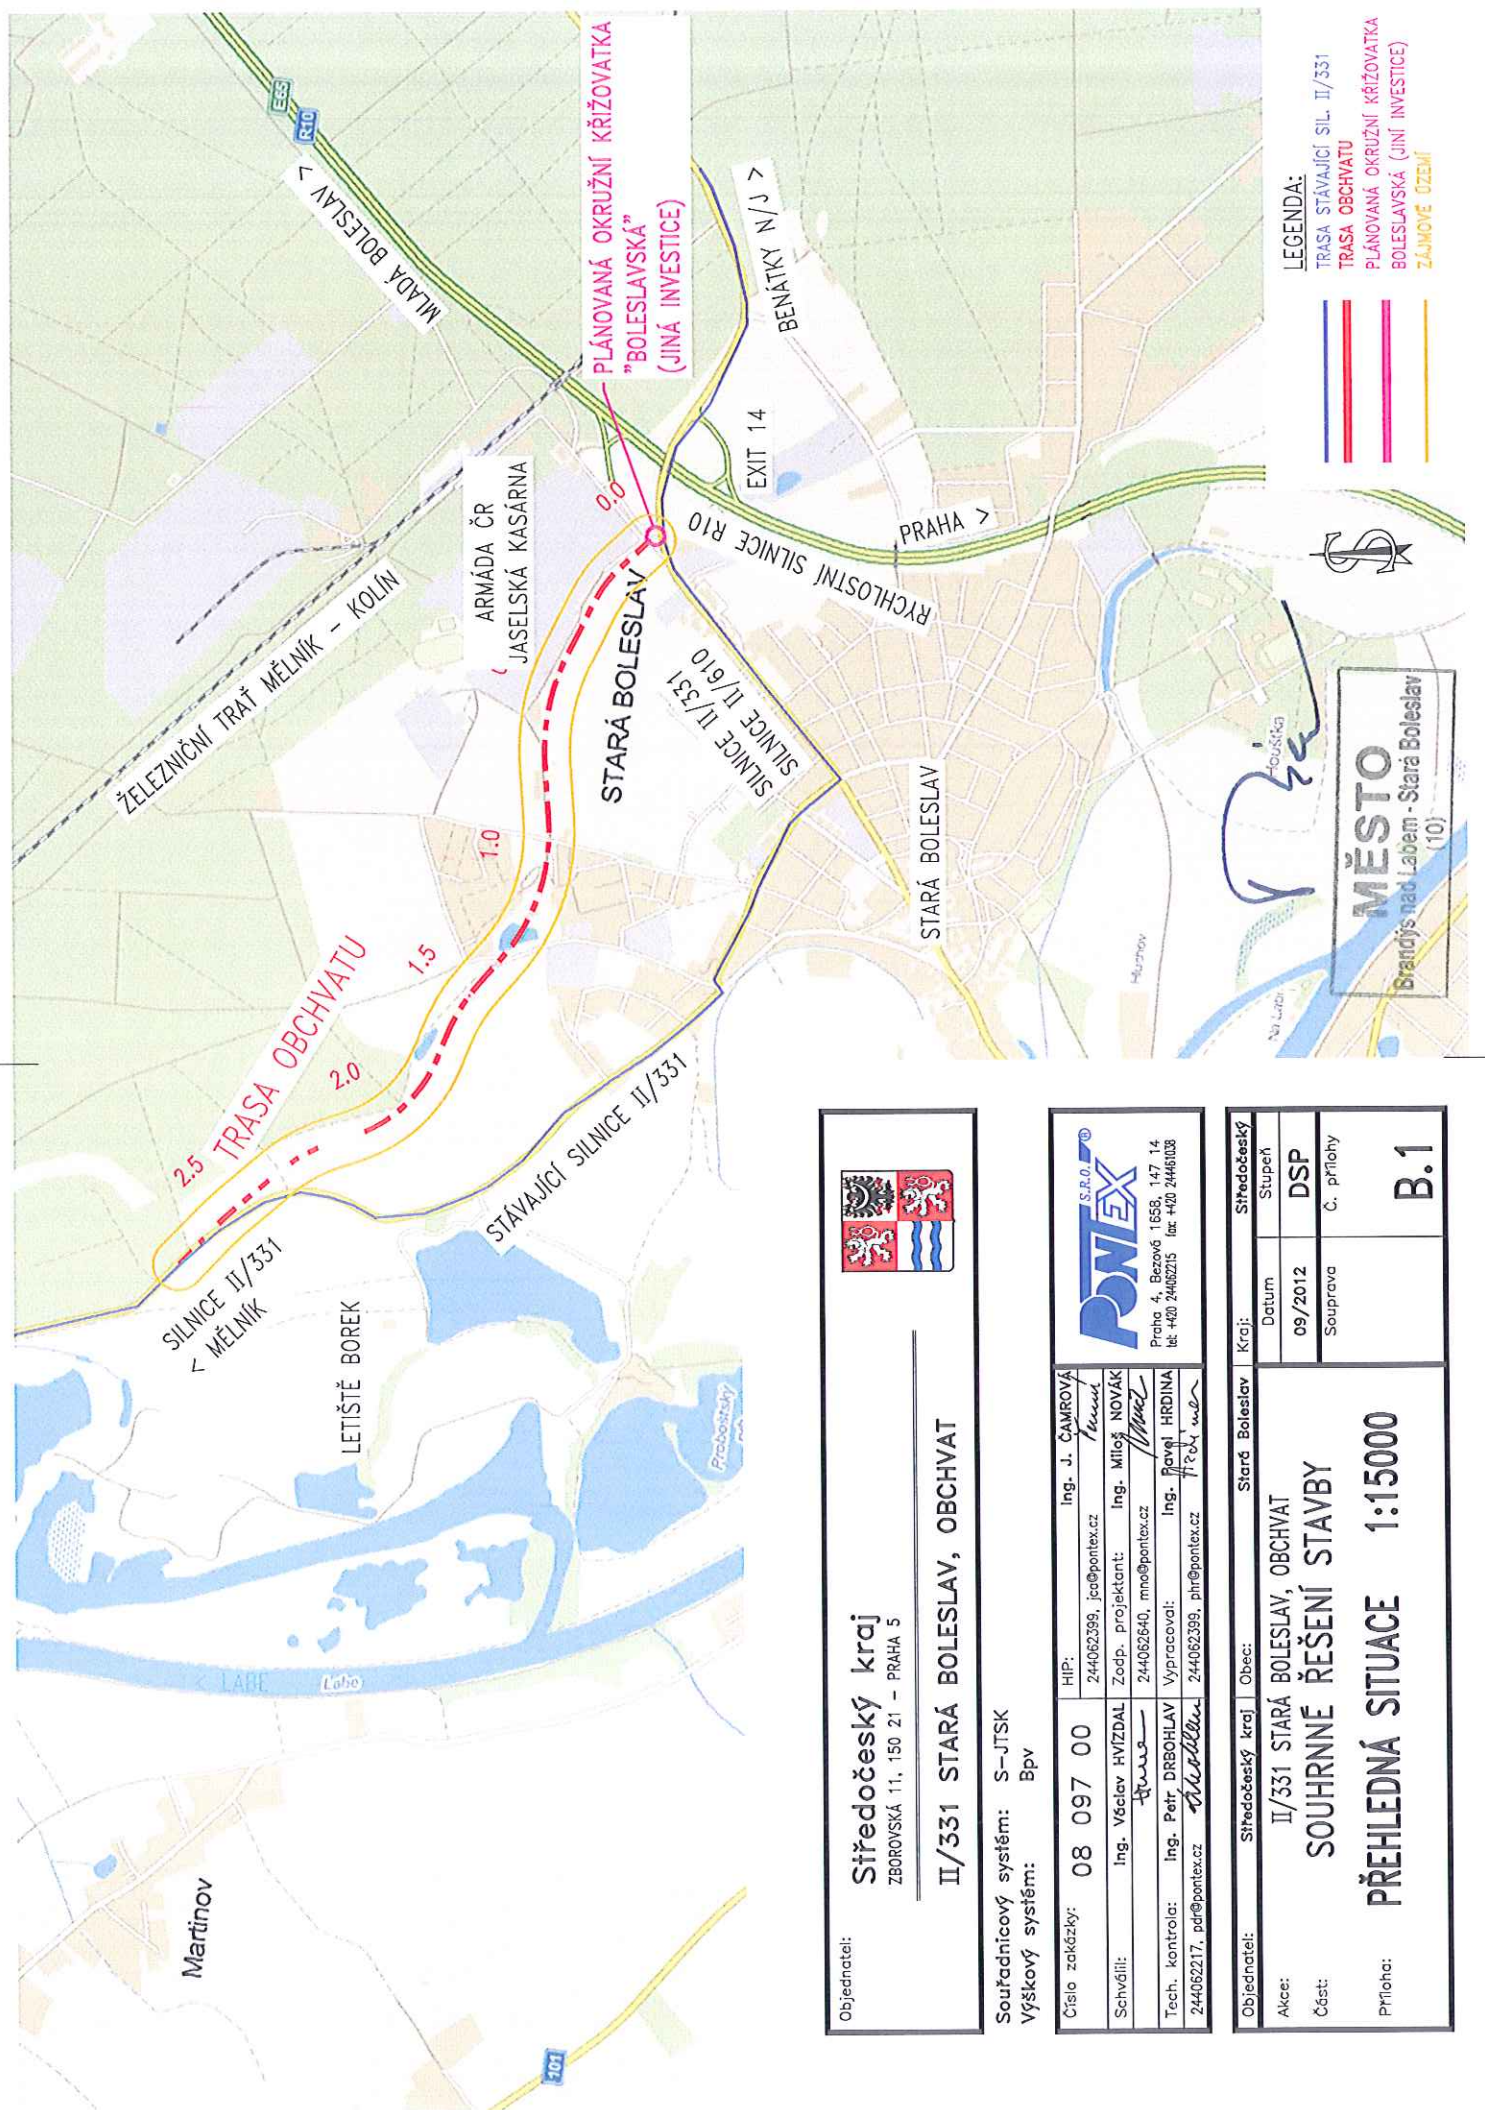 E65
R10
MLADÁ BOLESLAV >
PLÁNOVANÁ OKRUŽNÍ KŘIŽOVATKA
"BOLESLAVSKÁ"
(JINÁ INVESTICE)
BENÁTKY N/J >
EXIT 14
ŽELEZNIČNÍ TRAŤ MĚLNÍK - KOLÍN
ARMÁDA ČR
JASELSKÁ KASÁRNA
0.0
1.0
1.5
2.0
2.5
TRASA OBCHVATU
STARÁ BOLESLAV
RYCHLOSTNÍ SILNICE R10
PRAHA >
SILNICE II/331
SILNICE II/610
STARÁ BOLESLAV
STÁVAJÍCÍ SILNICE II/331
SILNICE II/331
< MĚLNÍK
LETIŠTĚ BOREK
Proboštský
< LABE
Labe
Martinov
101
Houštka
Hluchov
Na Labi
LEGENDA:
TRASA STÁVAJÍCÍ SIL. II/331
TRASA OBCHVATU
PLÁNOVANÁ OKRUŽNÍ KŘIŽOVATKA
BOLESLAVSKÁ (JINÍ INVESTICE)
ZÁJMOVÉ ÚZEMÍ
MĚSTO
Brandýs nad Labem - Stará Boleslav
(10)
Objednatel:
Středočeský kraj
ZBOROVSKÁ 11, 150 21 - PRAHA 5
II/331 STARÁ BOLESLAV, OBCHVAT
Souřadnicový systém: S-JTSK
Výškový systém: Bpv
Číslo zakázky: 08 097 00
HIP: Ing. J. ČAMROVÁ
244062399, jca@pontex.cz
Schválil: Ing. Václav HVÍZDAL
Zodp. projektant: Ing. Miloš NOVÁK
244062640, mno@pontex.cz
Tech. kontrola: Ing. Petr DRBOHLAV
244062217, pdr@pontex.cz
Vypracoval: Ing. Pavel HRDINA
244062399, phr@pontex.cz
PONTEX S.R.O.®
Praha 4, Bezová 1658, 147 14
tel: +420 244062215 fax: +420 244461038
Objednatel: Středočeský kraj Obec: Stará Boleslav Kraj: Středočeský
Akce: II/331 STARÁ BOLESLAV, OBCHVAT
Část: SOUHRNNÉ ŘEŠENÍ STAVBY
Příloha: PŘEHLEDNÁ SITUACE 1:15000
Datum Stupeň
09/2012 DSP
Souprava Č. přílohy
B.1